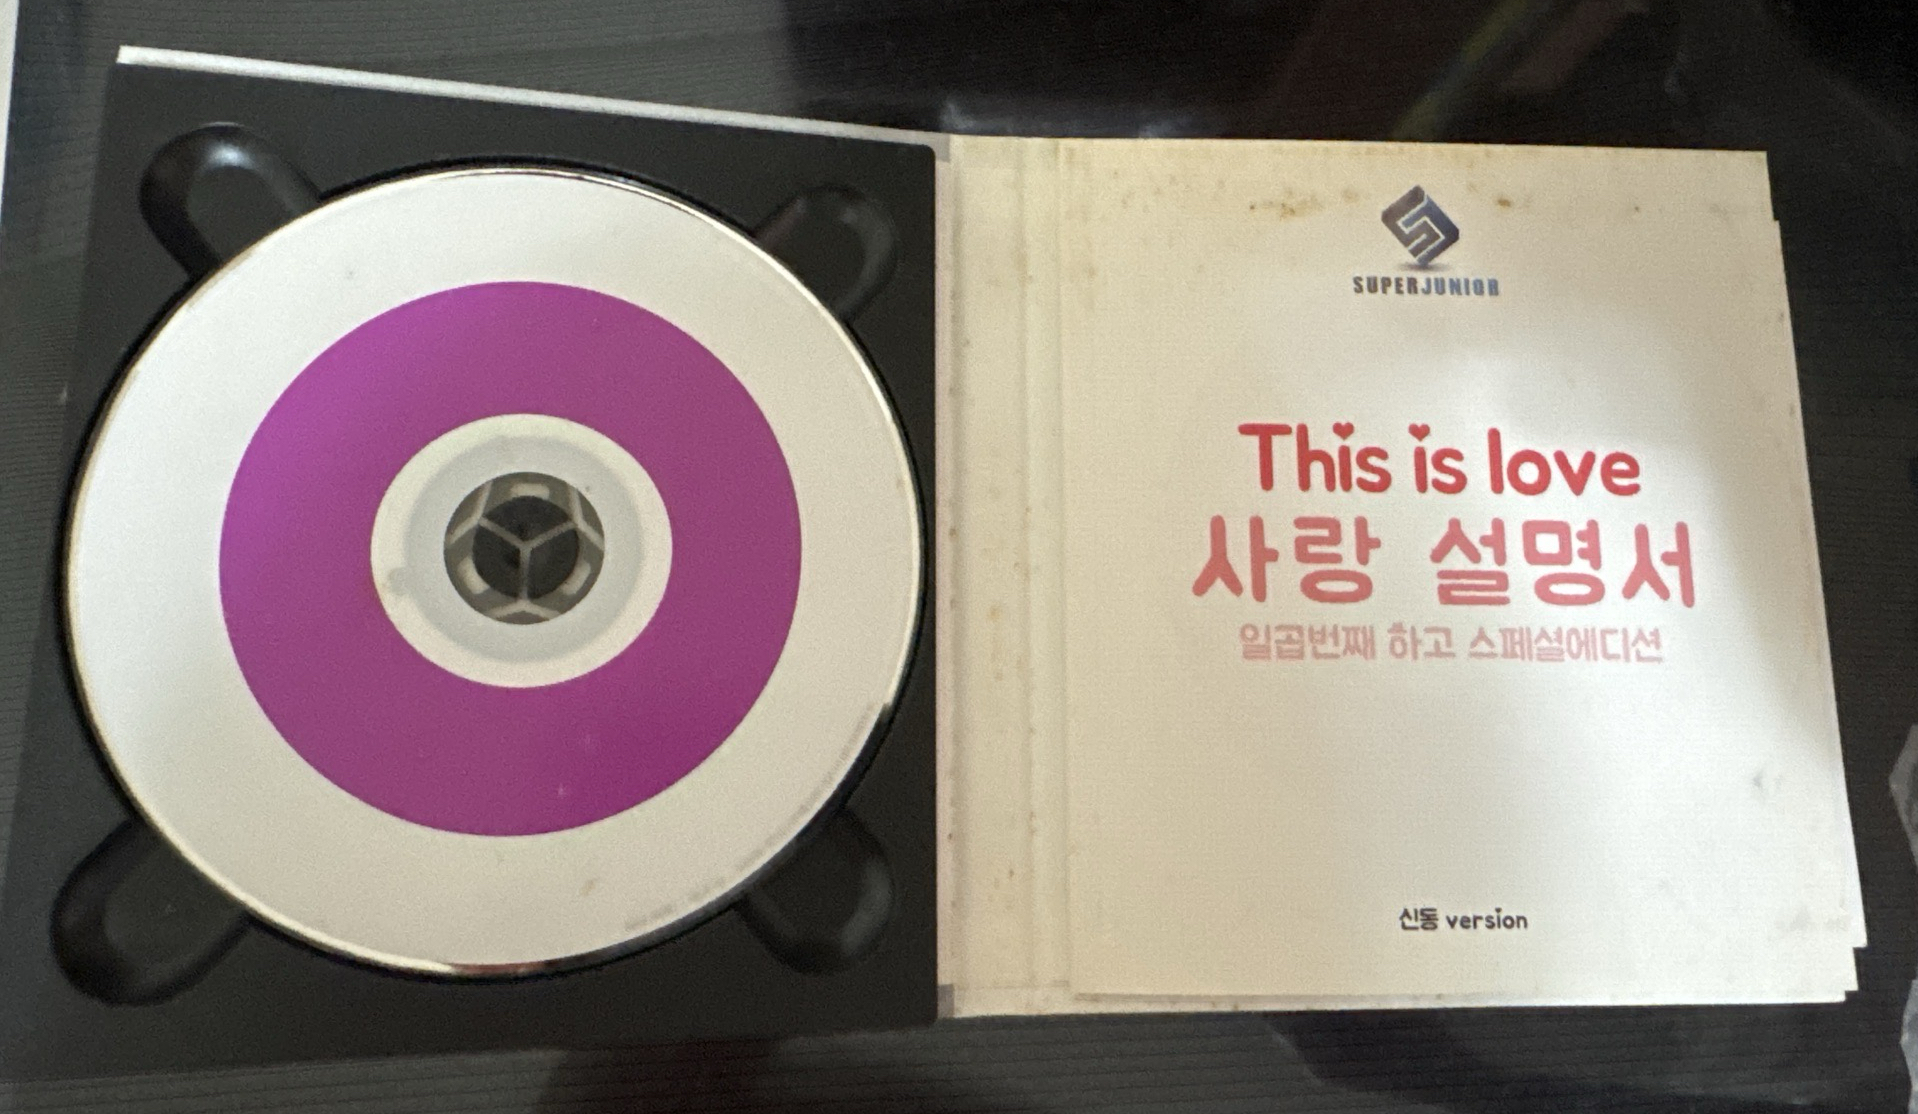 SUPERJUNIOR
This is love
사랑 설명서
일곱번째 하고 스페셜에디션
신동 version